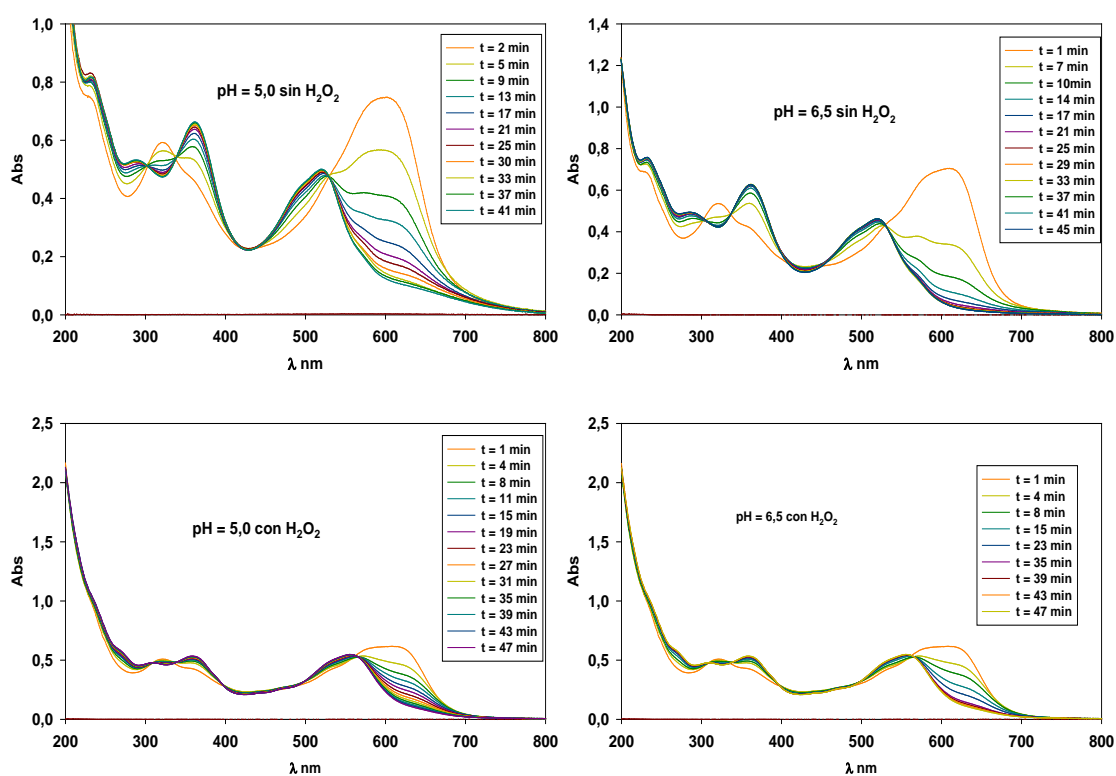 1,0
0,8
0,6
0,4
0,2
0,0
Abs
200 300 400 500 600 700 800
λ nm
pH = 5,0 sin H2O2
t = 2 min
t = 5 min
t = 9 min
t = 13 min
t = 17 min
t = 21 min
t = 25 min
t = 30 min
t = 33 min
t = 37 min
t = 41 min
1,4
1,2
1,0
0,8
0,6
0,4
0,2
0,0
Abs
200 300 400 500 600 700 800
λ nm
pH = 6,5 sin H2O2
t = 1 min
t = 7 min
t = 10min
t = 14 min
t = 17 min
t = 21 min
t = 25 min
t = 29 min
t = 33 min
t = 37 min
t = 41 min
t = 45 min
2,5
2,0
1,5
1,0
0,5
0,0
Abs
200 300 400 500 600 700 800
λ nm
pH = 5,0 con H2O2
t = 1 min
t = 4 min
t = 8 min
t = 11 min
t = 15 min
t = 19 min
t = 23 min
t = 27 min
t = 31 min
t = 35 min
t = 39 min
t = 43 min
t = 47 min
2,5
2,0
1,5
1,0
0,5
0,0
Abs
200 300 400 500 600 700 800
λ nm
pH = 6,5 con H2O2
t = 1 min
t = 4 min
t = 8 min
t = 15 min
t = 23 min
t = 35 min
t = 39 min
t = 43 min
t = 47 min